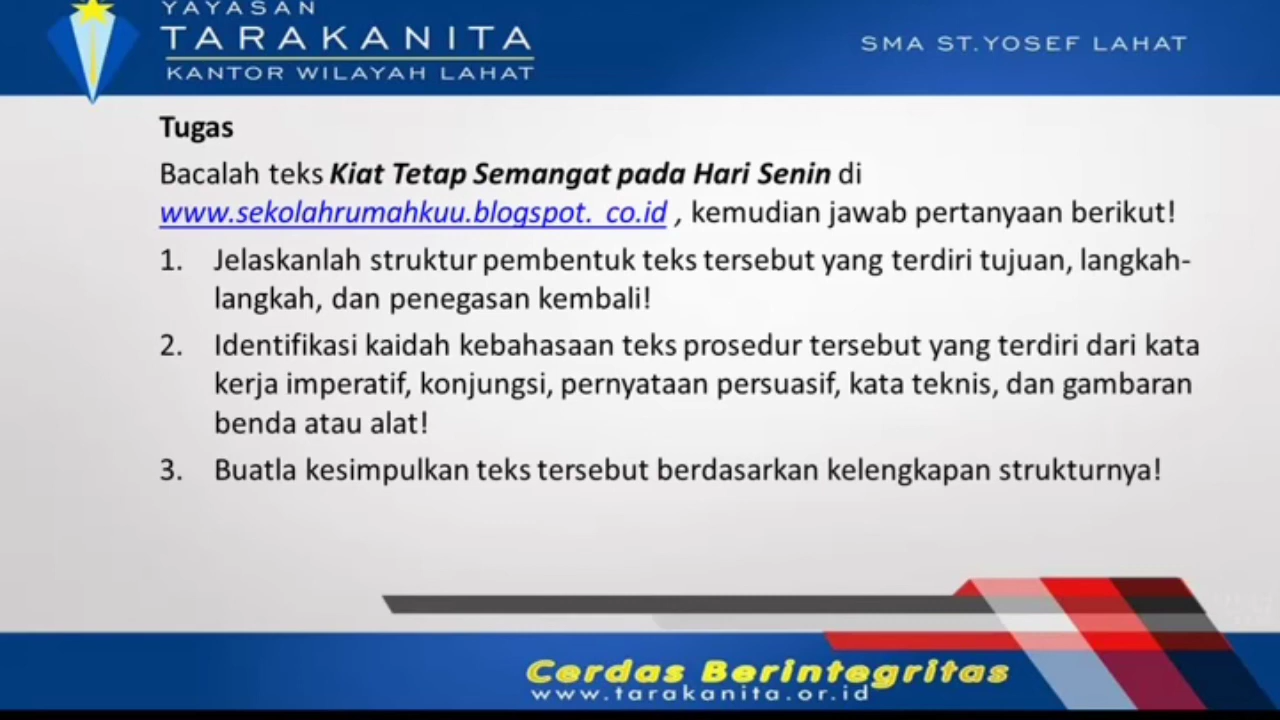 YAYASAN
TARAKANITA
KANTOR WILAYAH LAHAT
SMA ST.YOSEF LAHAT
Tugas
Bacalah teks Kiat Tetap Semangat pada Hari Senin di
www.sekolahrumahkuu.blogspot. co.id , kemudian jawab pertanyaan berikut!
1. Jelaskanlah struktur pembentuk teks tersebut yang terdiri tujuan, langkah-
langkah, dan penegasan kembali!
2. Identifikasi kaidah kebahasaan teks prosedur tersebut yang terdiri dari kata
kerja imperatif, konjungsi, pernyataan persuasif, kata teknis, dan gambaran
benda atau alat!
3. Buatla kesimpulkan teks tersebut berdasarkan kelengkapan strukturnya!
Cerdas Berintegritas
www.tarakanita.or.id